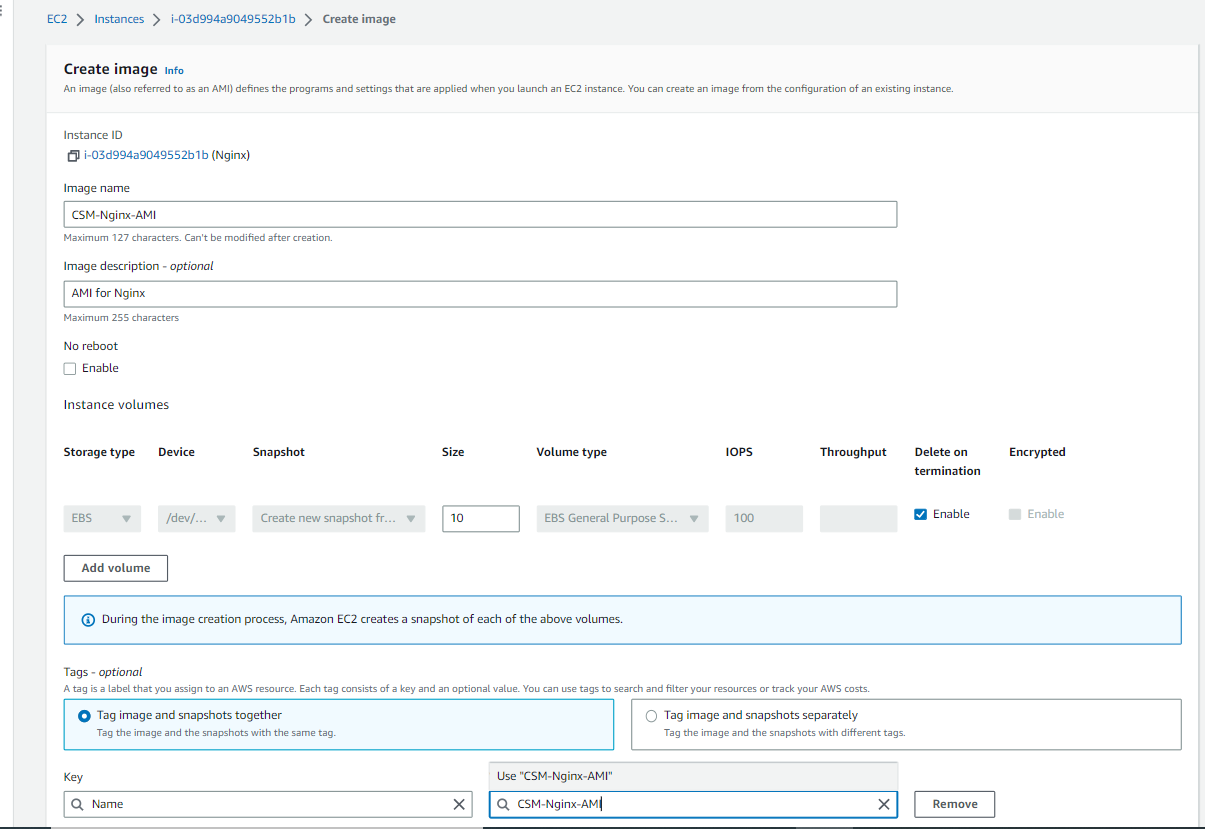 EC2 > Instances > i-03d994a9049552b1b > Create image
Create image Info
An image (also referred to as an AMI) defines the programs and settings that are applied when you launch an EC2 instance. You can create an image from the configuration of an existing instance.
Instance ID
i-03d994a9049552b1b (Nginx)
Image name
CSM-Nginx-AMI
Maximum 127 characters. Can't be modified after creation.
Image description - optional
AMI for Nginx
Maximum 255 characters
No reboot
Enable
Instance volumes
Storage type Device Snapshot Size Volume type IOPS Throughput Delete on termination Encrypted
EBS /dev/... Create new snapshot fr... 10 EBS General Purpose S... 100 Enable Enable
Add volume
During the image creation process, Amazon EC2 creates a snapshot of each of the above volumes.
Tags - optional
A tag is a label that you assign to an AWS resource. Each tag consists of a key and an optional value. You can use tags to search and filter your resources or track your AWS costs.
Tag image and snapshots together
Tag the image and the snapshots with the same tag.
Tag image and snapshots separately
Tag the image and the snapshots with different tags.
Key
Use "CSM-Nginx-AMI"
Name
CSM-Nginx-AMI
Remove